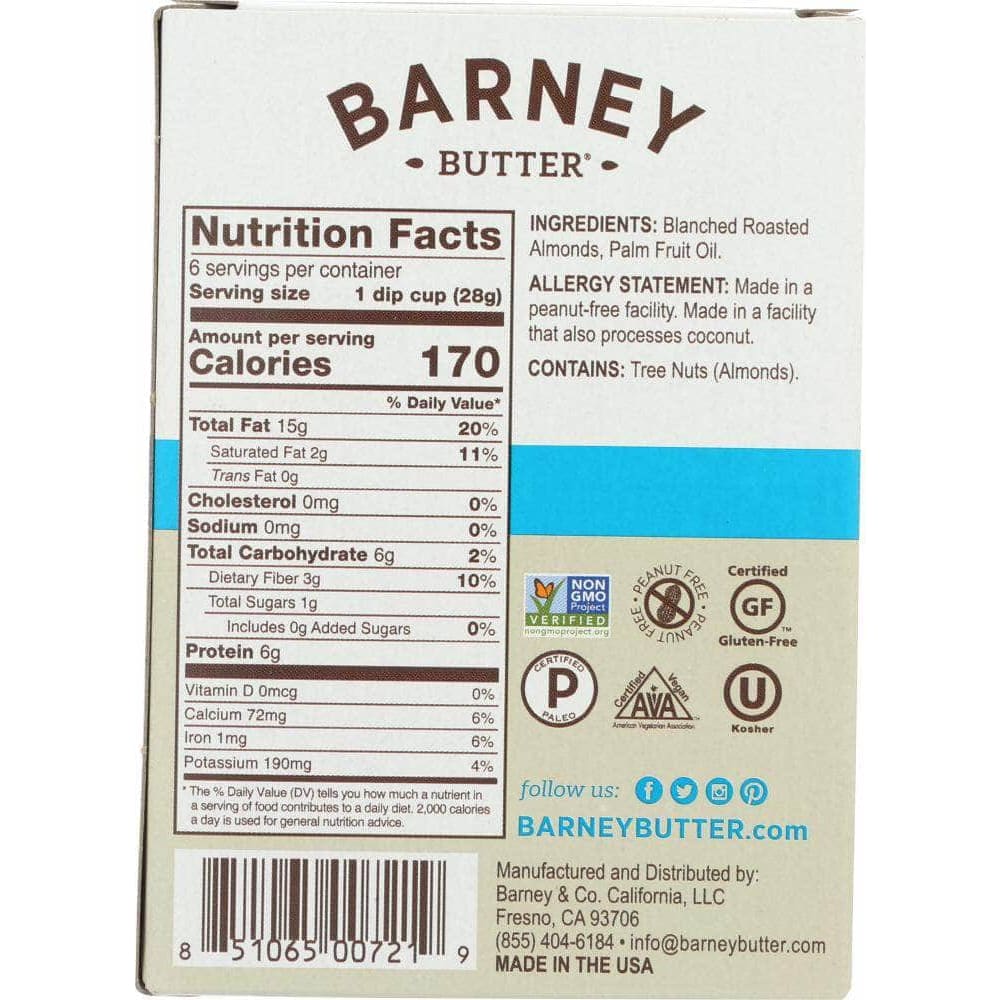 BARNEY
BUTTER®
Nutrition Facts
6 servings per container
Serving size 1 dip cup (28g)
Amount per serving
Calories 170
% Daily Value*
Total Fat 15g 20%
Saturated Fat 2g 11%
Trans Fat 0g
Cholesterol 0mg 0%
Sodium 0mg 0%
Total Carbohydrate 6g 2%
Dietary Fiber 3g 10%
Total Sugars 1g
Includes 0g Added Sugars 0%
Protein 6g
Vitamin D 0mcg 0%
Calcium 72mg 6%
Iron 1mg 6%
Potassium 190mg 4%
* The % Daily Value (DV) tells you how much a nutrient in
a serving of food contributes to a daily diet. 2,000 calories
a day is used for general nutrition advice.
INGREDIENTS: Blanched Roasted
Almonds, Palm Fruit Oil.
ALLERGY STATEMENT: Made in a
peanut-free facility. Made in a facility
that also processes coconut.
CONTAINS: Tree Nuts (Almonds).
NON
GMO
Project
VERIFIED
nongmoproject.org
PEANUT FREE • PEANUT FREE •
Certified
GF
™
Gluten-Free
CERTIFIED
P
PALEO
Certified Vegan
AVA
American Vegetarian Association
U
Kosher
follow us:
BARNEYBUTTER.com
8 51065 00721 9
Manufactured and Distributed by:
Barney & Co. California, LLC
Fresno, CA 93706
(855) 404-6184 • info@barneybutter.com
MADE IN THE USA